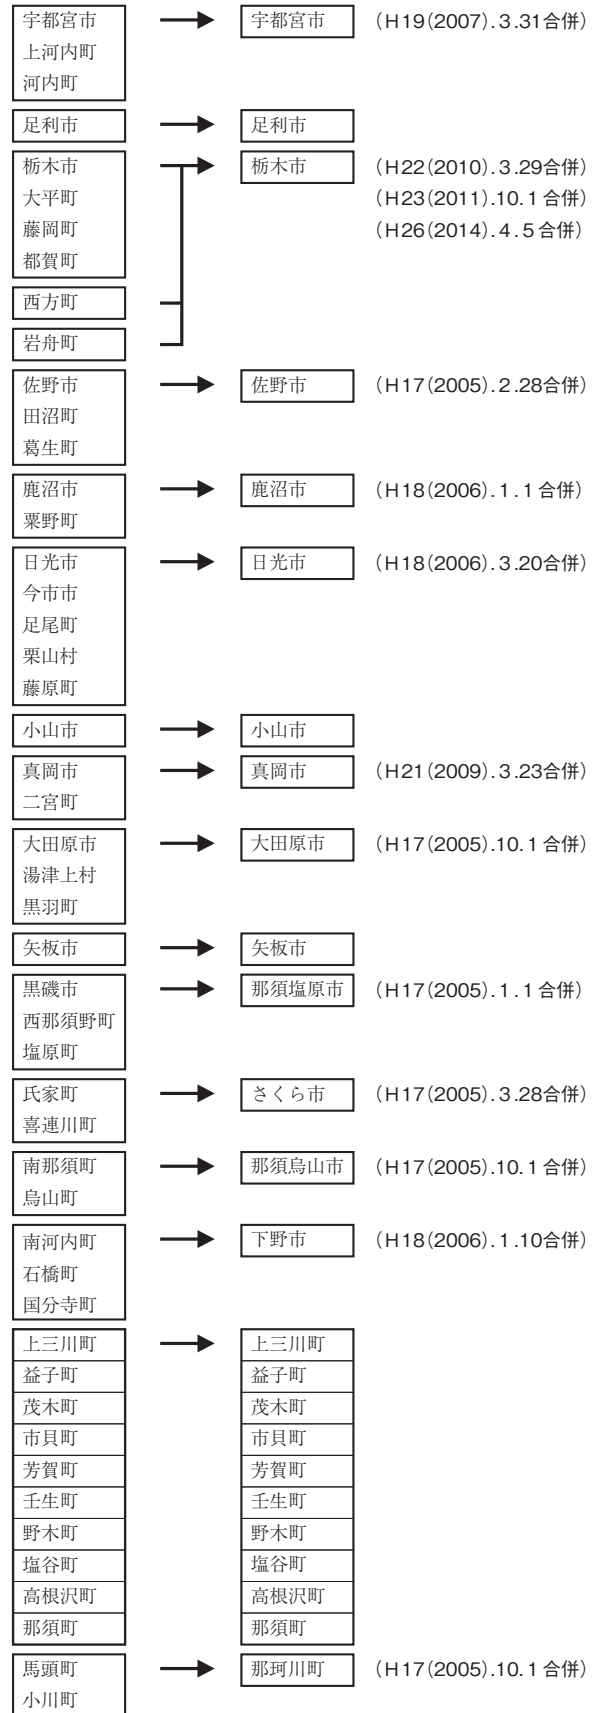 宇都宮市 宇都宮市 (H19(2007).3.31合併)
上河内町
河内町
足利市 足利市
栃木市 栃木市 (H22(2010).3.29合併)
大平町 (H23(2011).10.1合併)
藤岡町 (H26(2014).4.5合併)
都賀町
西方町
岩舟町
佐野市 佐野市 (H17(2005).2.28合併)
田沼町
葛生町
鹿沼市 鹿沼市 (H18(2006).1.1合併)
粟野町
日光市 日光市 (H18(2006).3.20合併)
今市市
足尾町
栗山村
藤原町
小山市 小山市
真岡市 真岡市 (H21(2009).3.23合併)
二宮町
大田原市 大田原市 (H17(2005).10.1合併)
湯津上村
黒羽町
矢板市 矢板市
黒磯市 那須塩原市 (H17(2005).1.1合併)
西那須野町
塩原町
氏家町 さくら市 (H17(2005).3.28合併)
喜連川町
南那須町 那須烏山市 (H17(2005).10.1合併)
烏山町
南河内町 下野市 (H18(2006).1.10合併)
石橋町
国分寺町
上三川町 上三川町
益子町 益子町
茂木町 茂木町
市貝町 市貝町
芳賀町 芳賀町
壬生町 壬生町
野木町 野木町
塩谷町 塩谷町
高根沢町 高根沢町
那須町 那須町
馬頭町 那珂川町 (H17(2005).10.1合併)
小川町